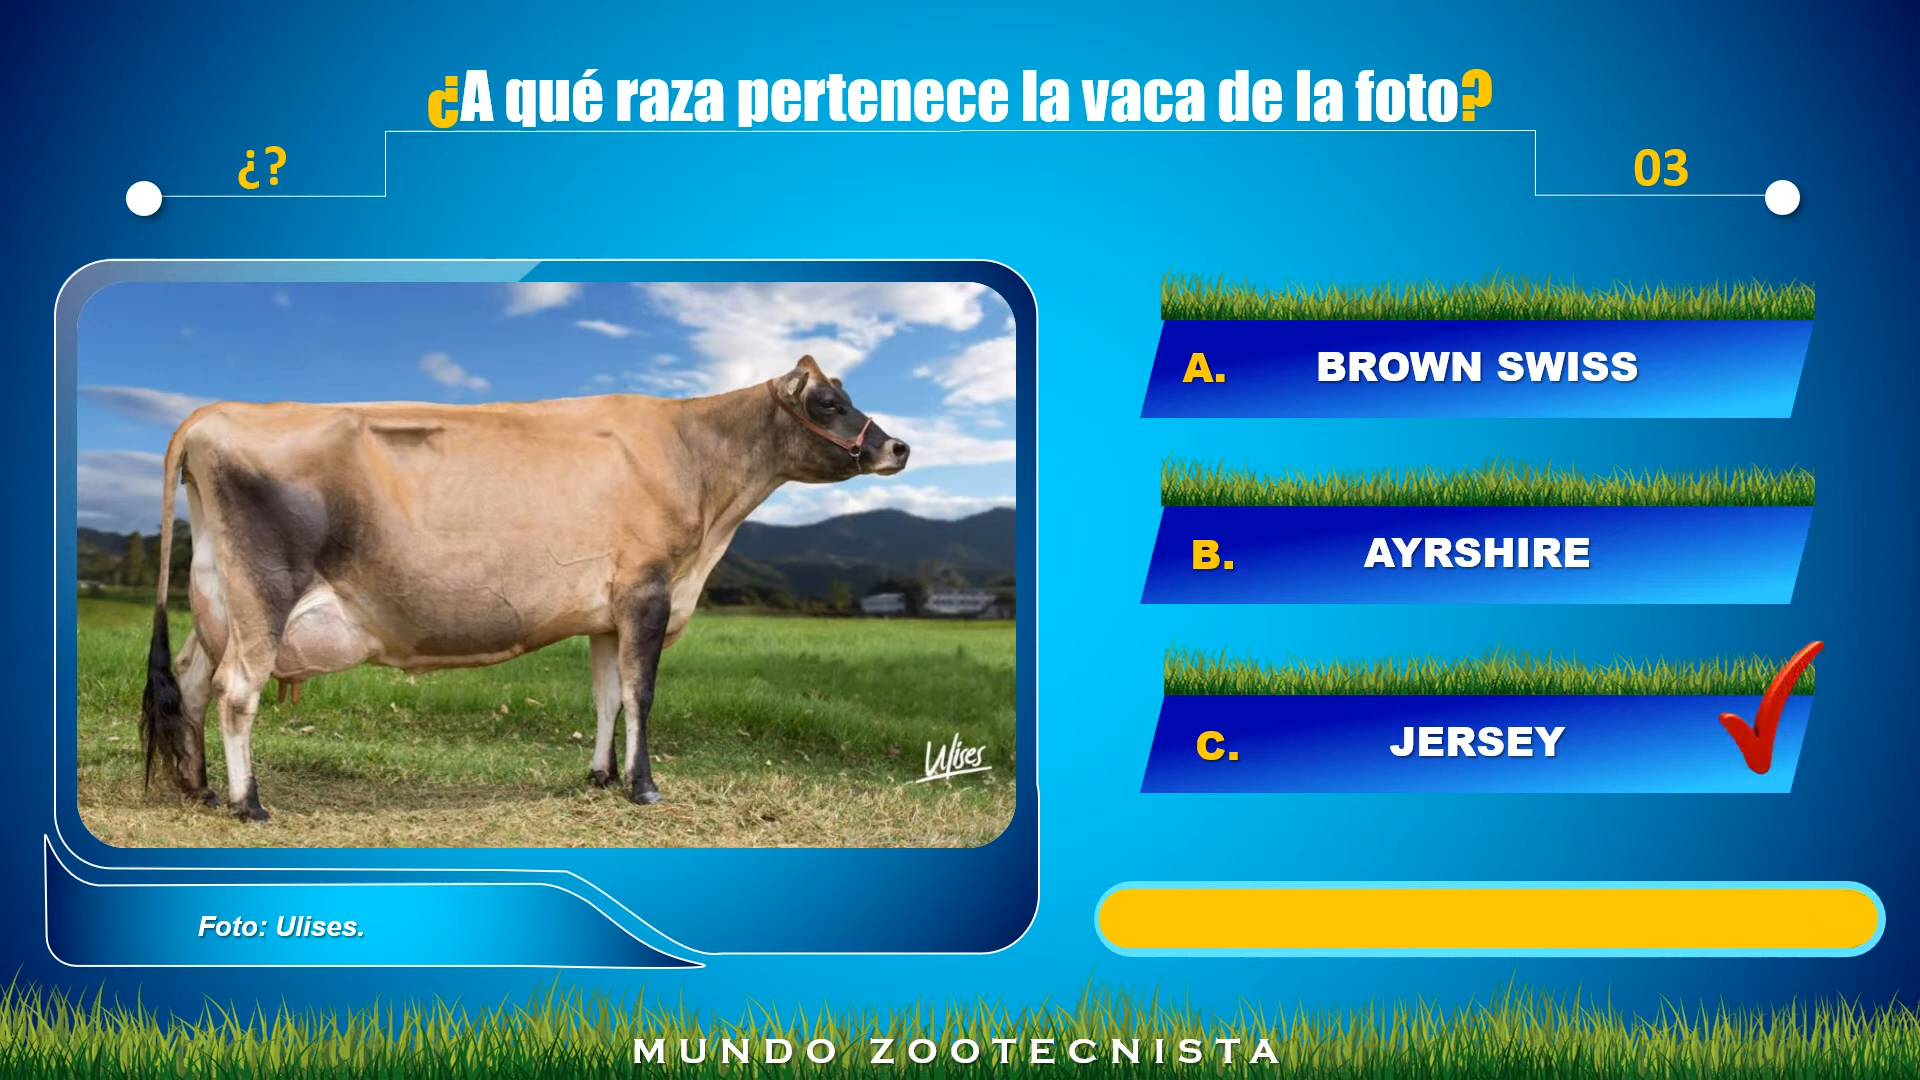 ¿A qué raza pertenece la vaca de la foto?
¿?
03
A. BROWN SWISS
B. AYRSHIRE
C. JERSEY
Ulises
Foto: Ulises.
MUNDO ZOOTECNISTA